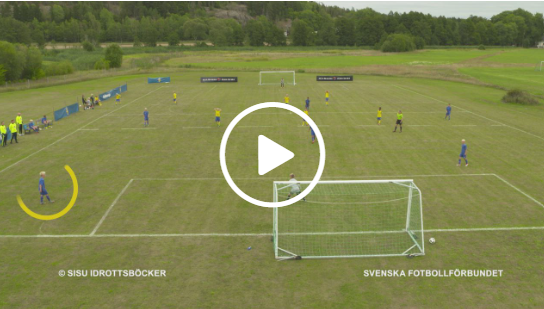 © SISU IDROTTSBÖCKER
SVENSKA FOTBOLLFÖRBUNDET